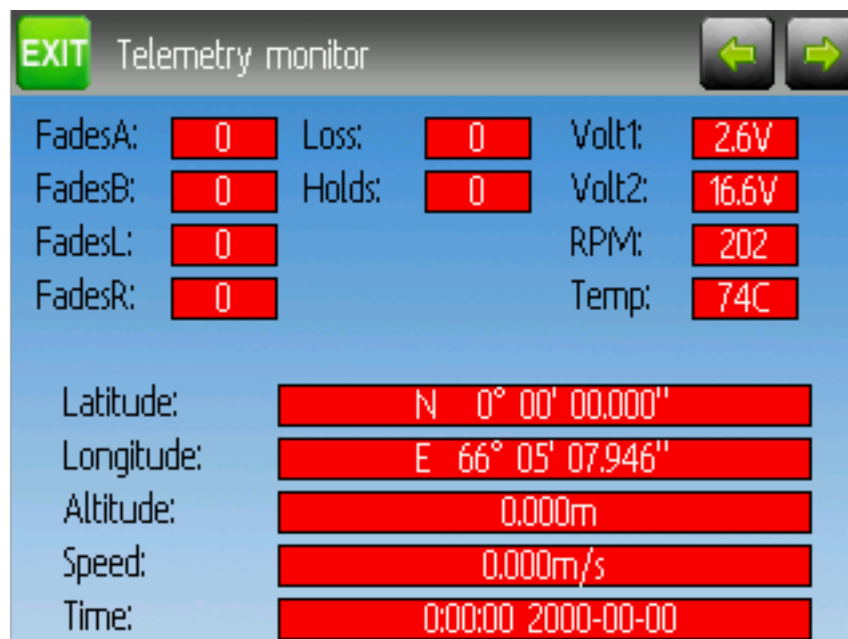 EXIT Telemetry monitor
FadesA: 0 Loss: 0 Volt1: 2.6V
FadesB: 0 Holds: 0 Volt2: 16.6V
FadesL: 0 RPM: 202
FadesR: 0 Temp: 74C
Latitude: N 0° 00' 00.000"
Longitude: E 66° 05' 07.946"
Altitude: 0.000m
Speed: 0.000m/s
Time: 0:00:00 2000-00-00